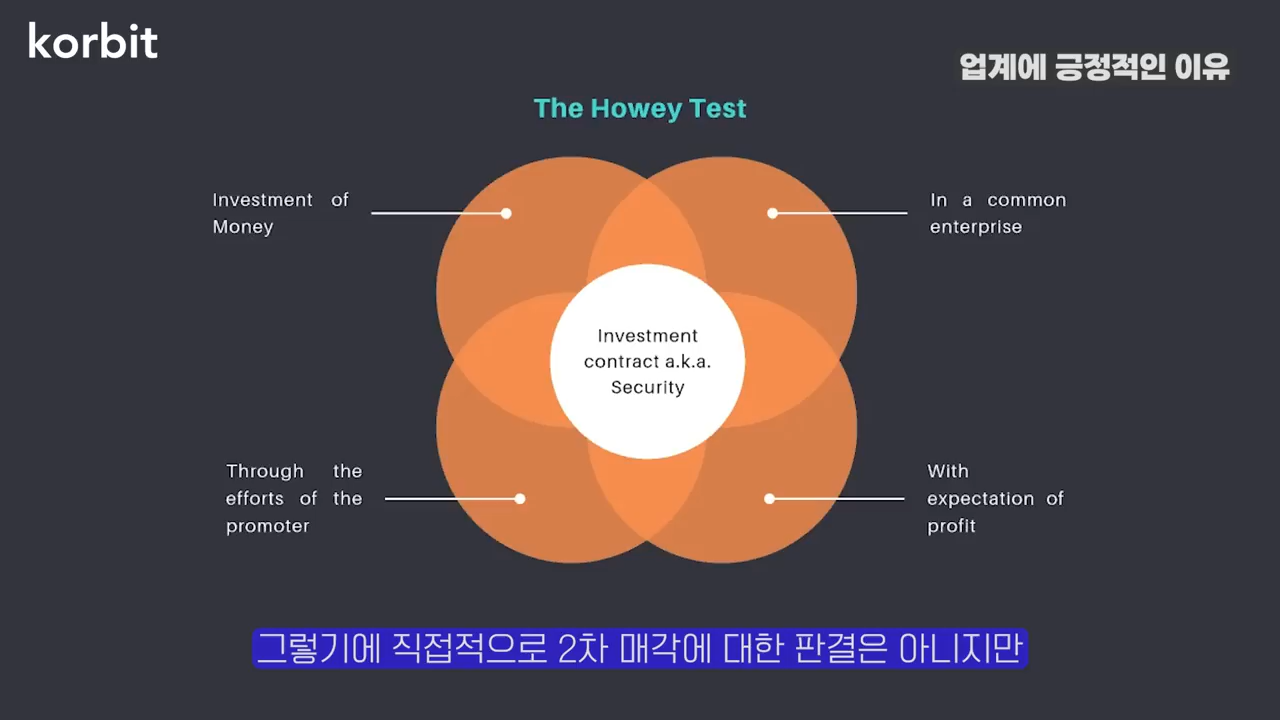 korbit
업계에 긍정적인 이유
The Howey Test
Investment of
Money
In a common
enterprise
Investment
contract a.k.a.
Security
Through the
efforts of the
promoter
With
expectation of
profit
그렇기에 직접적으로 2차 매각에 대한 판결은 아니지만